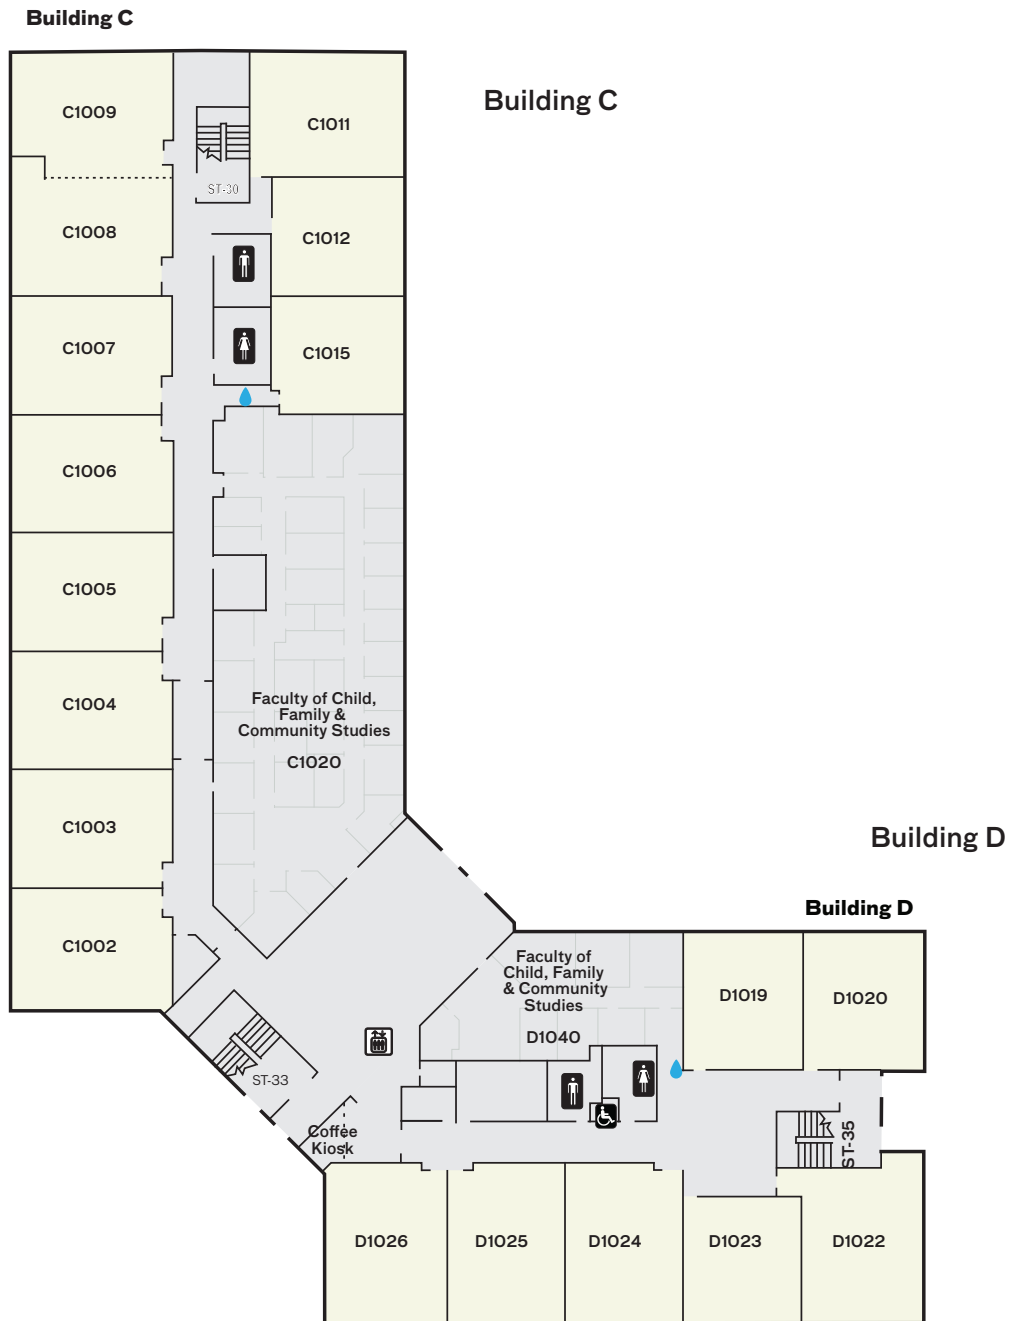 Building C
Building C
C1009
C1011
ST-30
C1008
C1012
C1007
C1015
C1006
C1005
C1004
Faculty of Child,
Family &
Community Studies
C1020
C1003
C1002
Building D
Building D
Faculty of
Child, Family
& Community
Studies
D1040
D1019
D1020
ST-33
Coffee
Kiosk
ST-35
D1026
D1025
D1024
D1023
D1022